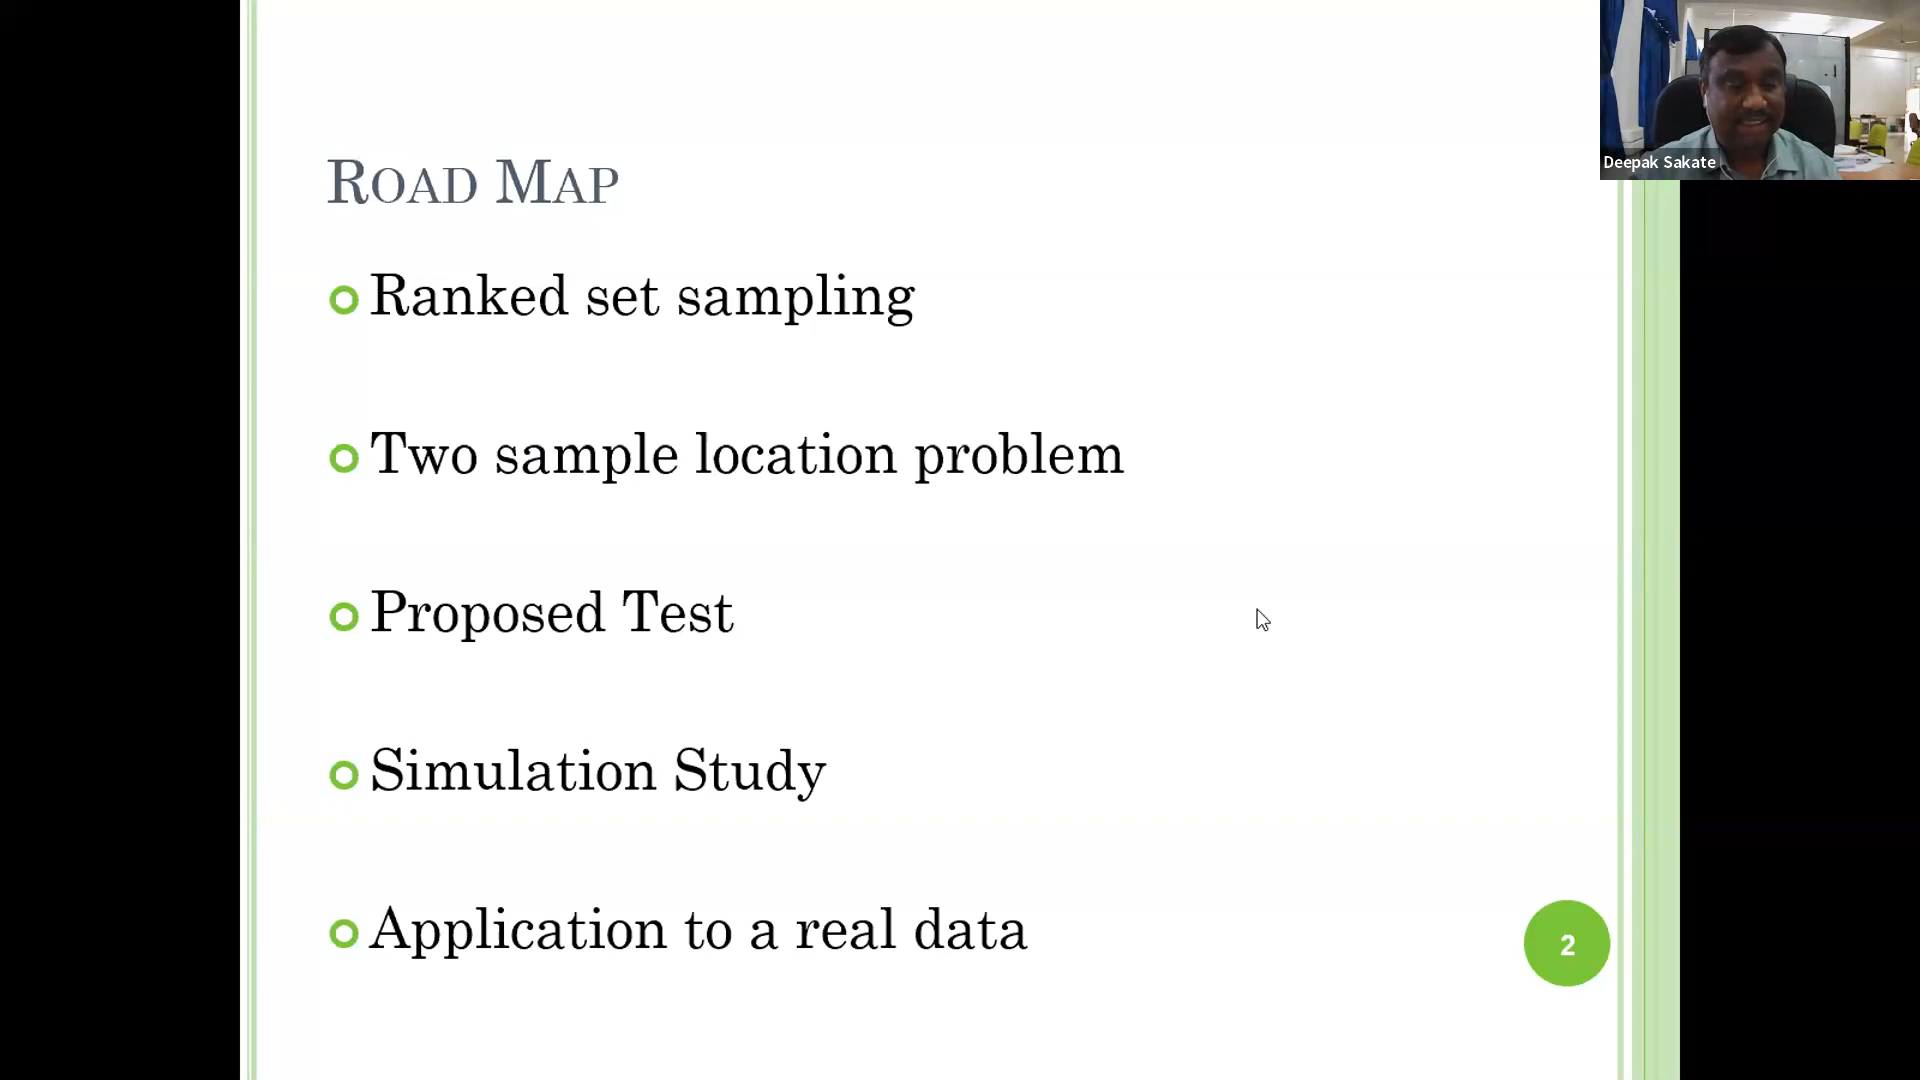 Deepak Sakate
ROAD MAP
Ranked set sampling
Two sample location problem
Proposed Test
Simulation Study
Application to a real data
2